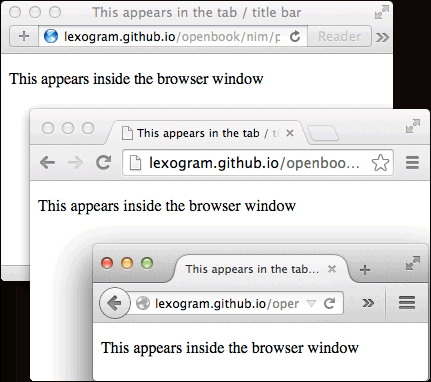 This appears in the tab / title bar
lexogram.github.io/openbook/nim/p
Reader
This appears inside the browser window
This appears in the tab / ti
lexogram.github.io/openboo...
This appears inside the browser window
This appears in the tab...
lexogram.github.io/oper
This appears inside the browser window